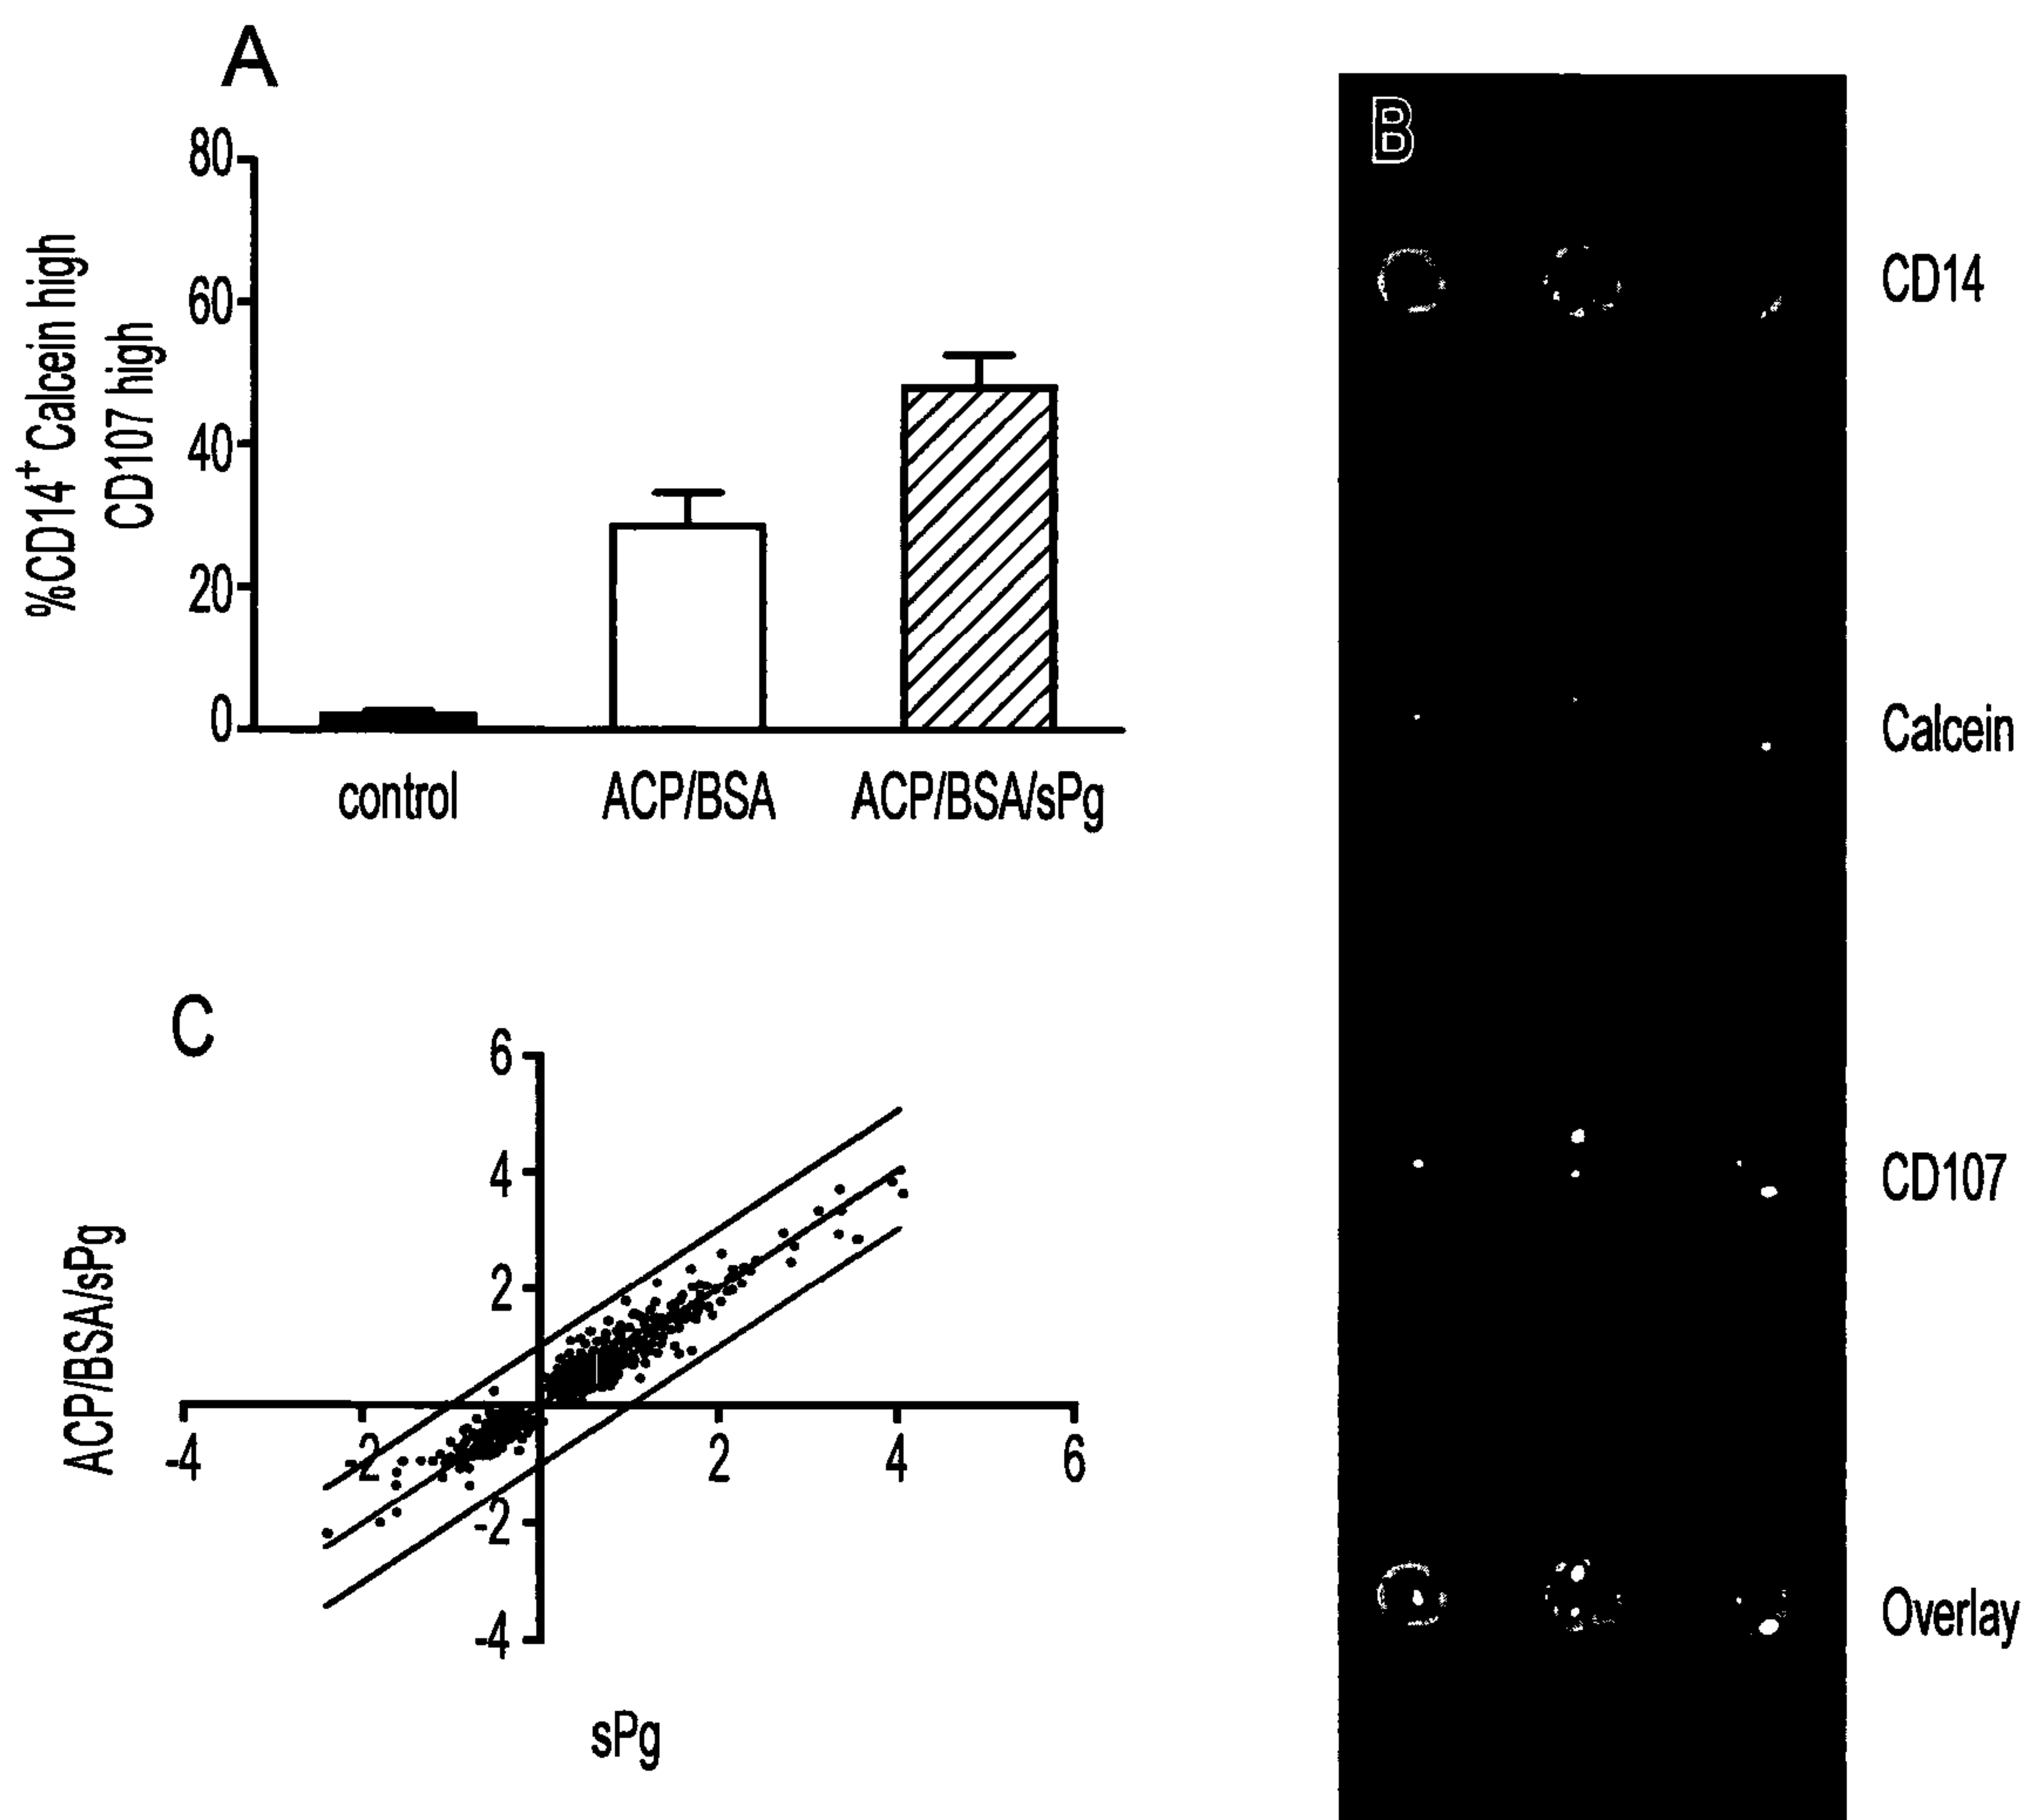 A
80
60
40
20
0
%CD14+ Calcein high
CD107 high
control
ACP/BSA
ACP/BSA/sPg
B
CD14
Calcein
CD107
Overlay
C
6
4
2
-2
-4
-4
-2
2
4
6
ACP/BSA/sPg
sPg